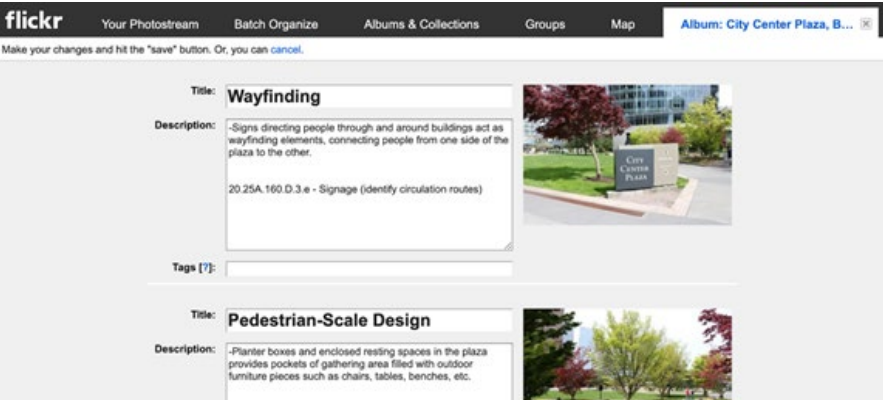 flickr Your Photostream Batch Organize Albums & Collections Groups Map Album: City Center Plaza, B...
Make your changes and hit the "save" button. Or, you can cancel.
Title: Wayfinding
Description: -Signs directing people through and around buildings act as
wayfinding elements, connecting people from one side of the
plaza to the other.
20.25A.160.D.3.e - Signage (identify circulation routes)
CITY
CENTER
PLAZA
Tags [?]:
Title: Pedestrian-Scale Design
Description: -Planter boxes and enclosed resting spaces in the plaza
provides pockets of gathering area filled with outdoor
furniture pieces such as chairs, tables, benches, etc.